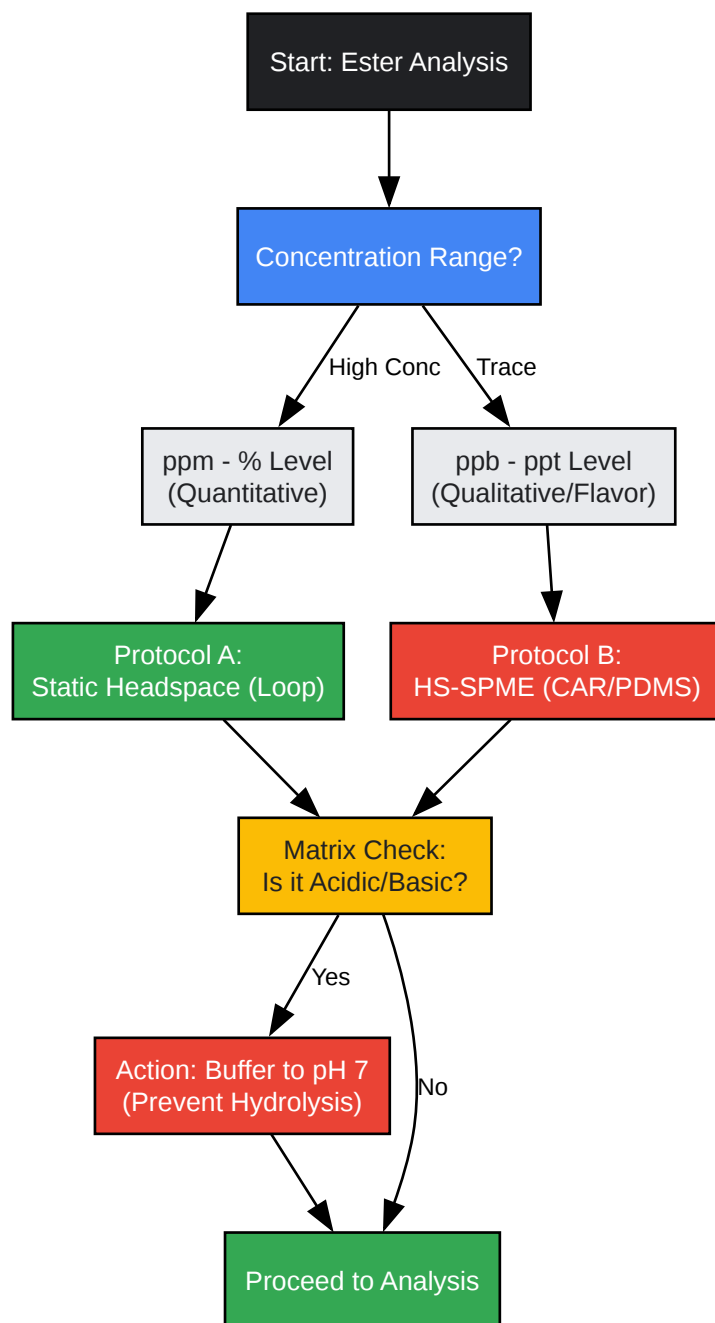 Start: Ester Analysis
Concentration Range?
High Conc
Trace
ppm - % Level
(Quantitative)
ppb - ppt Level
(Qualitative/Flavor)
Protocol A:
Static Headspace (Loop)
Protocol B:
HS-SPME (CAR/PDMS)
Matrix Check:
Is it Acidic/Basic?
Yes
Action: Buffer to pH 7
(Prevent Hydrolysis)
No
Proceed to Analysis